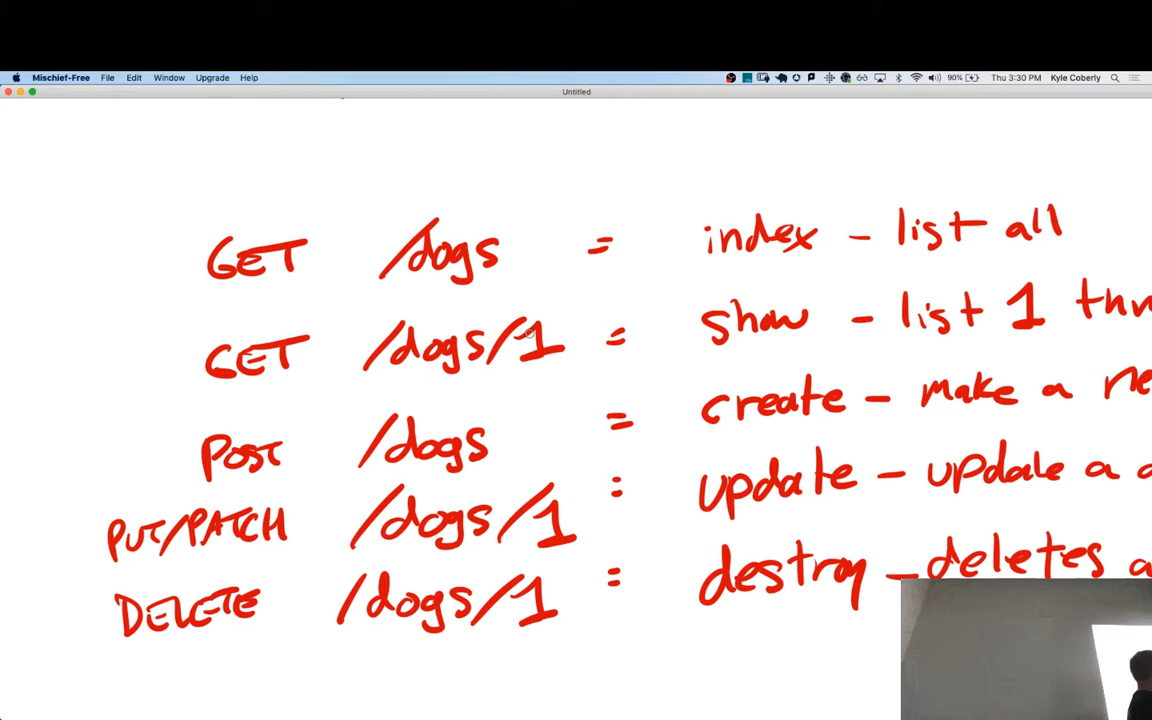 Mischief-Free File Edit Window Upgrade Help 90% Thu 3:30 PM Kyle Coberly
Untitled
GET /dogs = index - list all
GET /dogs/1 = show - list 1
POST /dogs = create - make a
PUT/PATCH /dogs/1 = update - update a
DELETE /dogs/1 = destroy - deletes